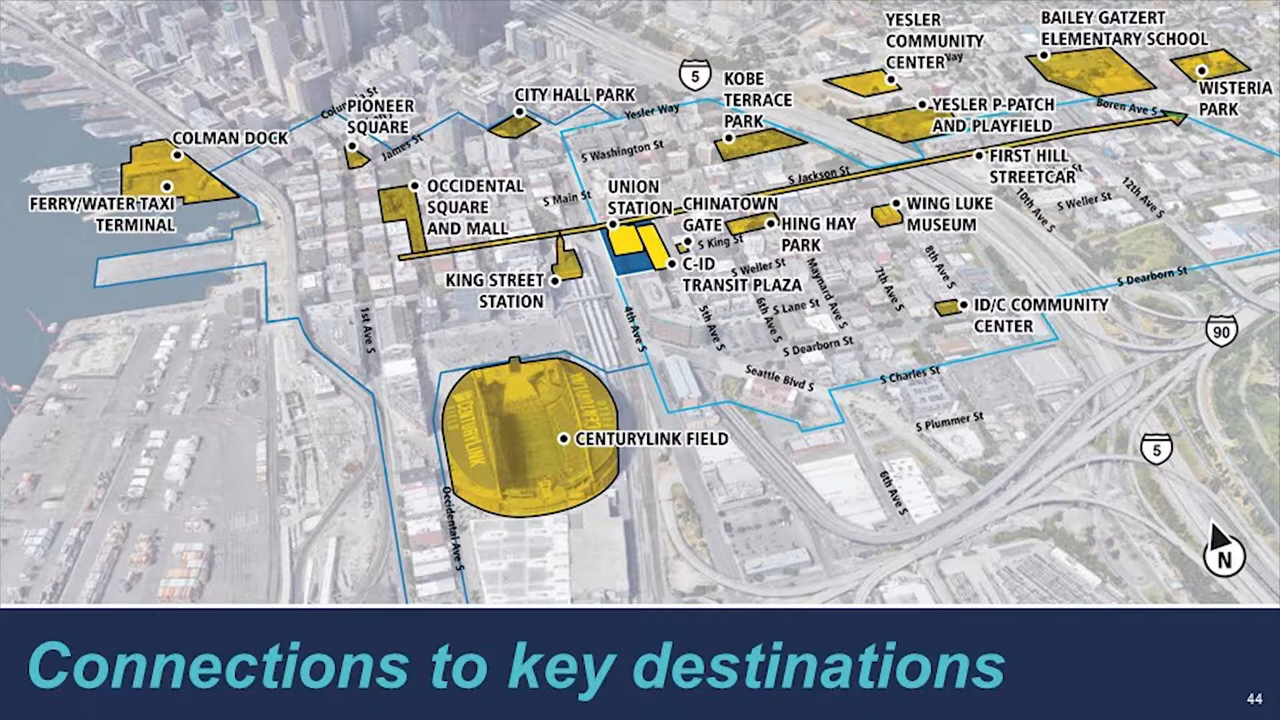 YESLER
COMMUNITY
CENTER
BAILEY GATZERT
ELEMENTARY SCHOOL
5
KOBE
TERRACE
PARK
CITY HALL PARK
WISTERIA
PARK
PIONEER
SQUARE
Yesler Way
YESLER P-PATCH
AND PLAYFIELD
Boren Ave S
COLMAN DOCK
James St
S Washington St
FIRST HILL
STREETCAR
S Jackson St
FERRY/WATER TAXI
TERMINAL
OCCIDENTAL
SQUARE
AND MALL
S Main St
UNION
STATION
CHINATOWN
GATE
HING HAY
PARK
WING LUKE
MUSEUM
10th Ave S
S Weller St
12th Ave S
S King St
KING STREET
STATION
C-ID
TRANSIT PLAZA
S Weller St
Maynard Ave S
7th Ave S
8th Ave S
S Dearborn St
1st Ave S
4th Ave S
5th Ave S
6th Ave S
S Lane St
ID/C COMMUNITY
CENTER
90
S Dearborn St
Seattle Blvd S
S Charles St
S Plummer St
CENTURYLINK FIELD
5
6th Ave S
Occidental Ave S
N
Connections to key destinations
44